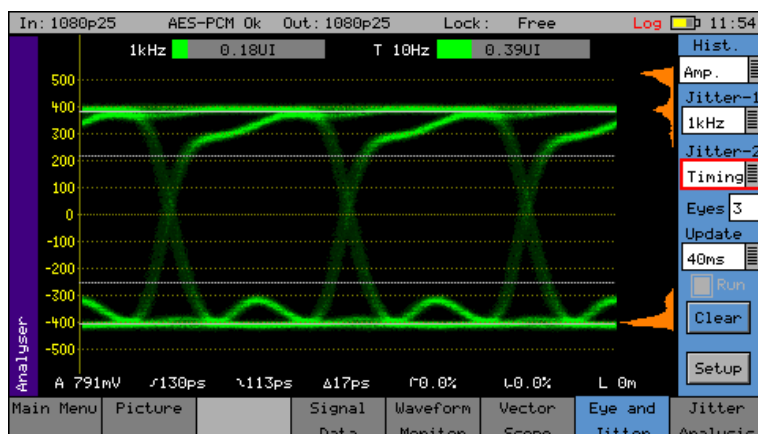 In: 1080p25 AES-PCM Ok Out: 1080p25 Lock: Free Log 11:54
1kHz 0.18UI T 10Hz 0.39UI
Hist.
Amp.
Jitter-1
1kHz
Jitter-2
Timing
Eyes 3
Update
40ms
Run
Clear
Setup
500
400
300
200
100
0
-100
-200
-300
-400
-500
Analyser
A 791mV 130ps 113ps Δ17ps 0.0% 0.0% L 0m
Main Menu Picture Signal Waveform Vector Eye and Jitter
Data Monitor Scope Jitter Analysis